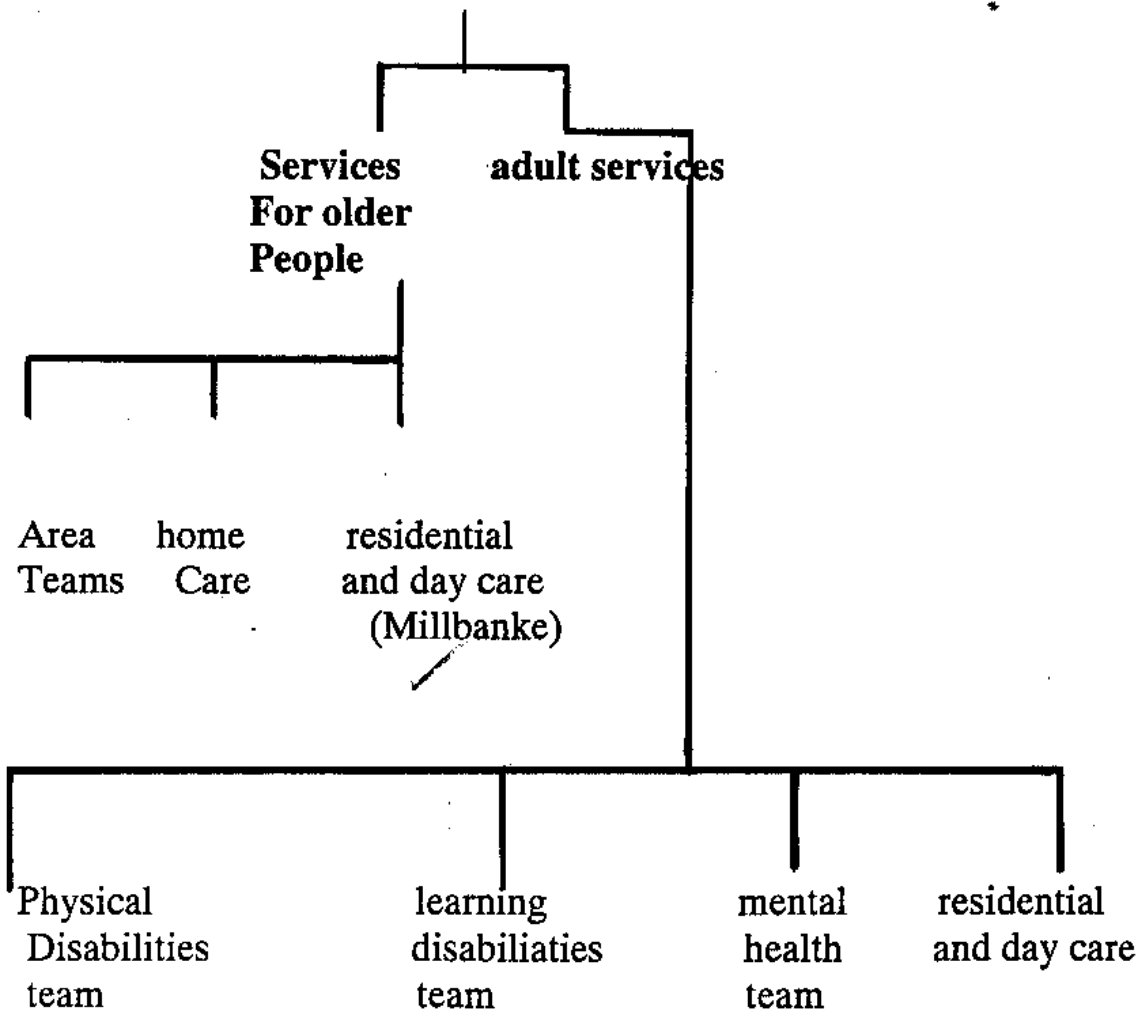 Services
For older
People
adult services
Area
Teams
home
Care
residential
and day care
(Millbanke)
Physical
Disabilities
team
learning
disabiliaties
team
mental
health
team
residential
and day care